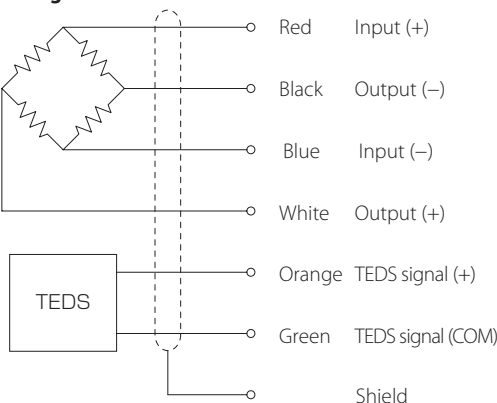 Red Input (+)
Black Output (−)
Blue Input (−)
White Output (+)
Orange TEDS signal (+)
TEDS
Green TEDS signal (COM)
Shield